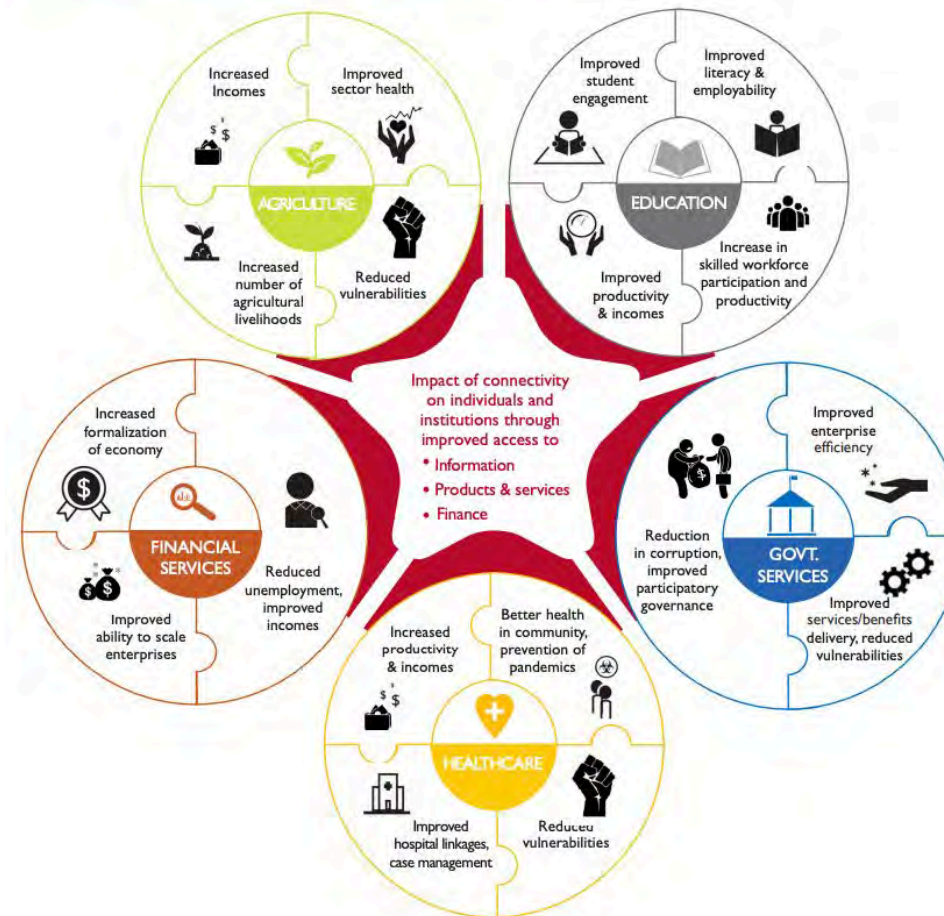 Increased
Incomes
Improved
sector health
AGRICULTURE
Increased
number of
agricultural
livelihoods
Reduced
vulnerabilities
Improved
student
engagement
Improved
literacy &
employability
EDUCATION
Improved
productivity
& incomes
Increase in
skilled workforce
participation and
productivity
Impact of connectivity
on individuals and
institutions through
improved access to
• Information
• Products & services
• Finance
Increased
formalization
of economy
FINANCIAL
SERVICES
Improved
ability to scale
enterprises
Reduced
unemployment,
improved
incomes
Improved
enterprise
efficiency
Reduction
in corruption,
improved
participatory
governance
GOVT.
SERVICES
Improved
services/benefits
delivery, reduced
vulnerabilities
Increased
productivity
& incomes
Better health
in community,
prevention of
pandemics
HEALTHCARE
Improved
hospital linkages,
case management
Reduced
vulnerabilities